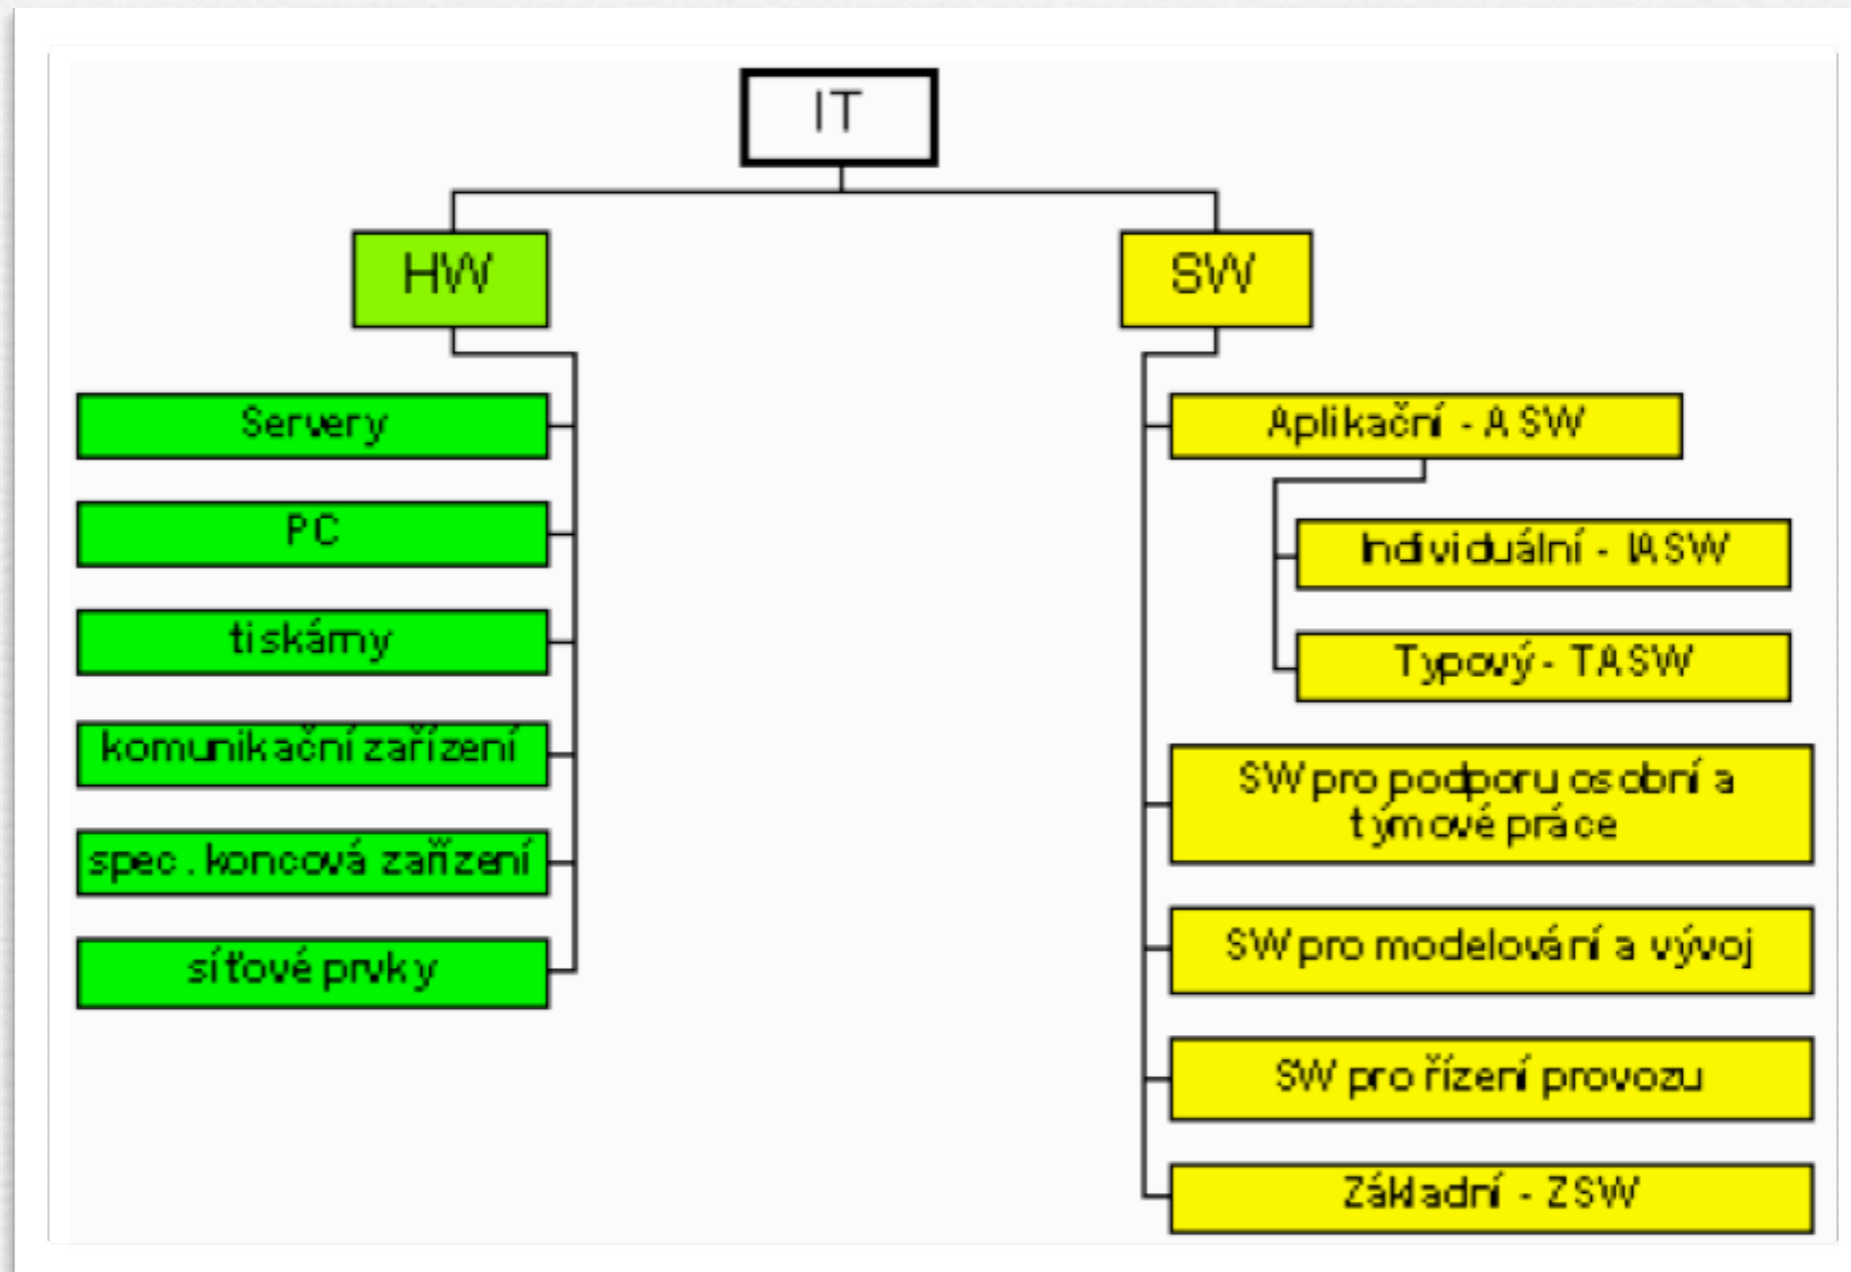 IT
HW
SW
Servery
PC
tiskárny
komunikační zařízení
spec. koncová zařízení
síťové prvky
Aplikační - ASW
Individuální - IASW
Typový - TASW
SW pro podporu osobní a
týmové práce
SW pro modelování a vývoj
SW pro řízení provozu
Základní - ZSW